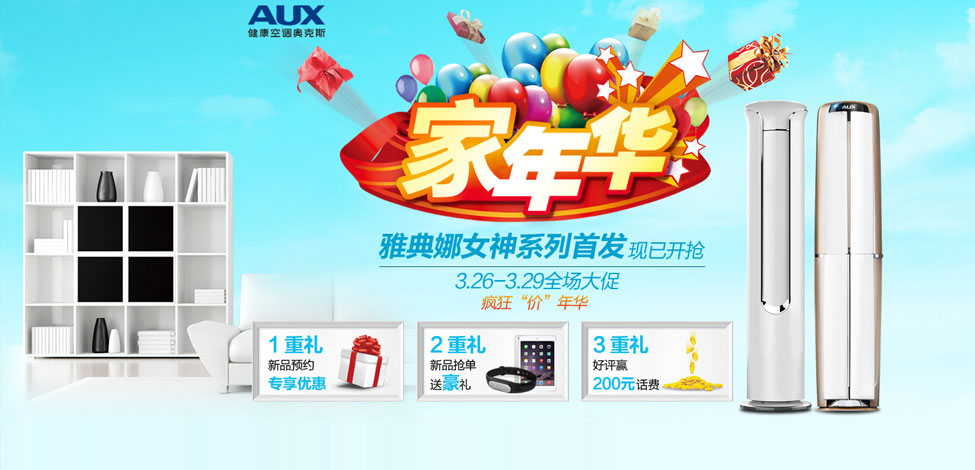 AUX
健康空调奥克斯
家年华
AUX
雅典娜女神系列首发 现已开抢
3.26-3.29全场大促
疯狂“价”年华
1 重礼
新品预约
专享优惠
2 重礼
新品抢单
送豪礼
3 重礼
好评赢
200元话费